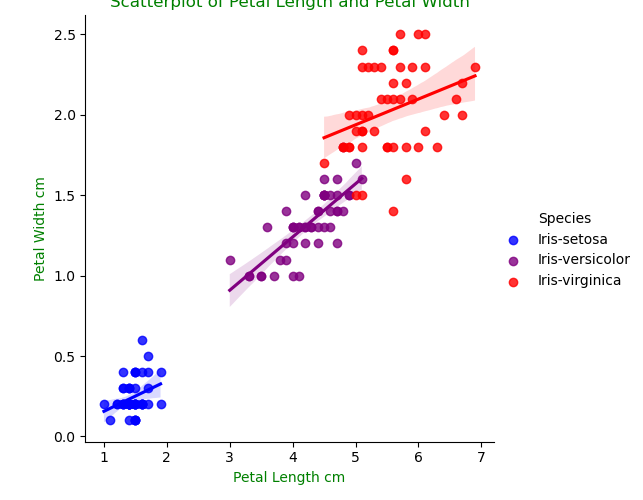 Scatterplot of Petal Length and Petal Width
2.5
2.0
1.5
1.0
0.5
0.0
Petal Width cm
1 2 3 4 5 6 7
Petal Length cm
Species
Iris-setosa
Iris-versicolor
Iris-virginica